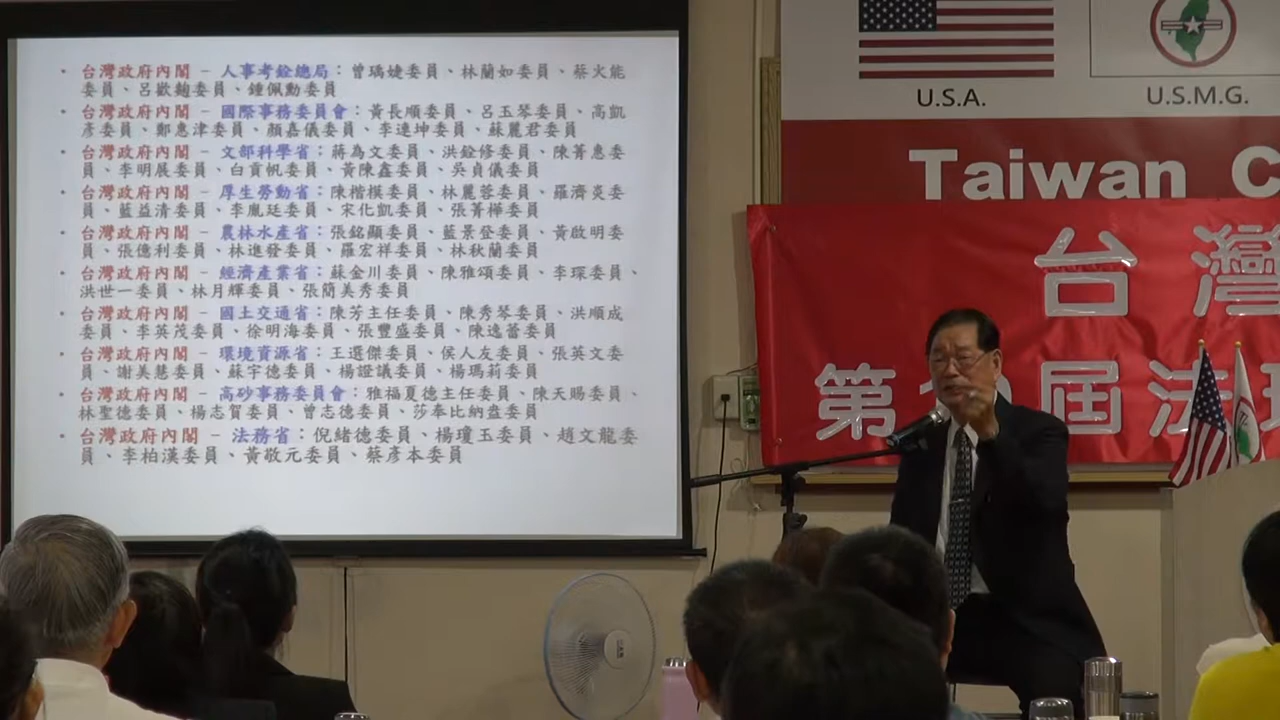 • 台灣政府內閣 - 人事考銓總局：曾瑀婕委員、林蘭如委員、蔡火能
委員、呂歡麹委員、鍾佩勳委員
• 台灣政府內閣 - 國際事務委員會：黃長順委員、呂玉琴委員、高凱
彥委員、鄭惠津委員、顏嘉儀委員、李連坤委員、蘇麗君委員
• 台灣政府內閣 - 文部科學省：蔣為文委員、洪銓修委員、陳菁惠委
員、李明展委員、白貢帆委員、黃陳鑫委員、吳貞儀委員
• 台灣政府內閣 - 厚生勞動省：陳楷模委員、林麗蓉委員、羅濟炎委
員、藍益清委員、李胤廷委員、宋化凱委員、張菁樺委員
• 台灣政府內閣 - 農林水產省：張銘顯委員、藍景登委員、黃啟明委
員、張億利委員、林進發委員、羅宏祥委員、林秋蘭委員
• 台灣政府內閣 - 經濟產業省：蘇金川委員、陳雅頌委員、李琛委員、
洪世一委員、林月輝委員、張簡美秀委員
• 台灣政府內閣 - 國土交通省：陳芳主任委員、陳秀琴委員、洪順成
委員、李英茂委員、徐明海委員、張豐盛委員、陳逸蕾委員
• 台灣政府內閣 - 環境資源省：王選傑委員、侯人友委員、張英文委
員、謝美慧委員、蘇宇德委員、楊證議委員、楊瑪莉委員
• 台灣政府內閣 - 高砂事務委員會：雅福夏德主任委員、陳天賜委員、
林聖德委員、楊志賀委員、曾志德委員、莎奉比納盘委員
• 台灣政府內閣 - 法務省：倪緒德委員、楊瓊玉委員、趙文龍委
員、李柏漢委員、黃敬元委員、蔡彥本委員
U.S.A.
U.S.M.G.
Taiwan C
台灣
第 屆法